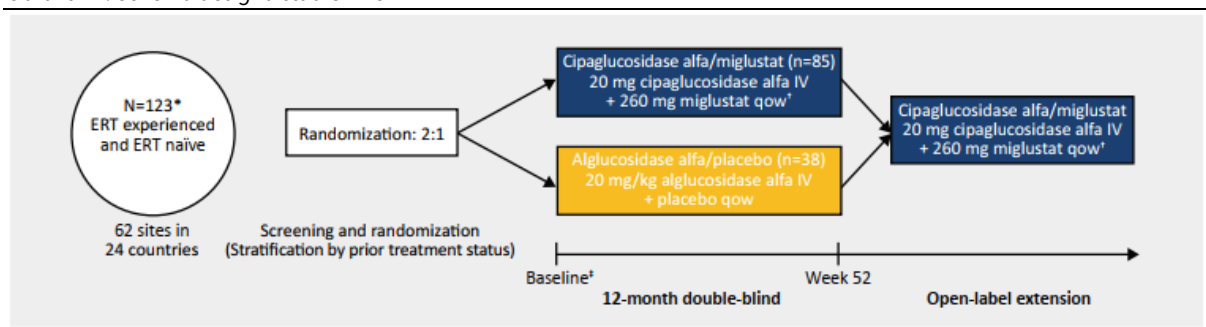 N=123*
ERT experienced
and ERT naïve
62 sites in
24 countries
Randomization: 2:1
Screening and randomization
(Stratification by prior treatment status)
Cipaglucosidase alfa/miglustat (n=85)
20 mg cipaglucosidase alfa IV
+ 260 mg miglustat qow†
Alglucosidase alfa/placebo (n=38)
20 mg/kg alglucosidase alfa IV
+ placebo qow
Cipaglucosidase alfa/miglustat
20 mg cipaglucosidase alfa IV
+ 260 mg miglustat qow†
Baseline‡
Week 52
12-month double-blind
Open-label extension